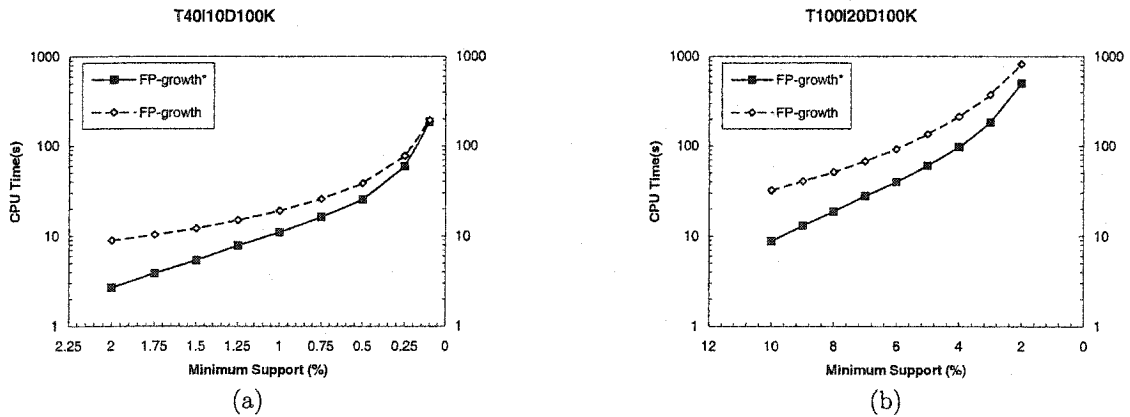 T40I10D100K
1000
100
10
1
1000
100
10
1
CPU Time(s)
FP-growth*
FP-growth
2.25 2 1.75 1.5 1.25 1 0.75 0.5 0.25 0
Minimum Support (%)
(a)
T100I20D100K
1000
100
10
1
1000
100
10
1
CPU Time(s)
FP-growth*
FP-growth
12 10 8 6 4 2 0
Minimum Support (%)
(b)